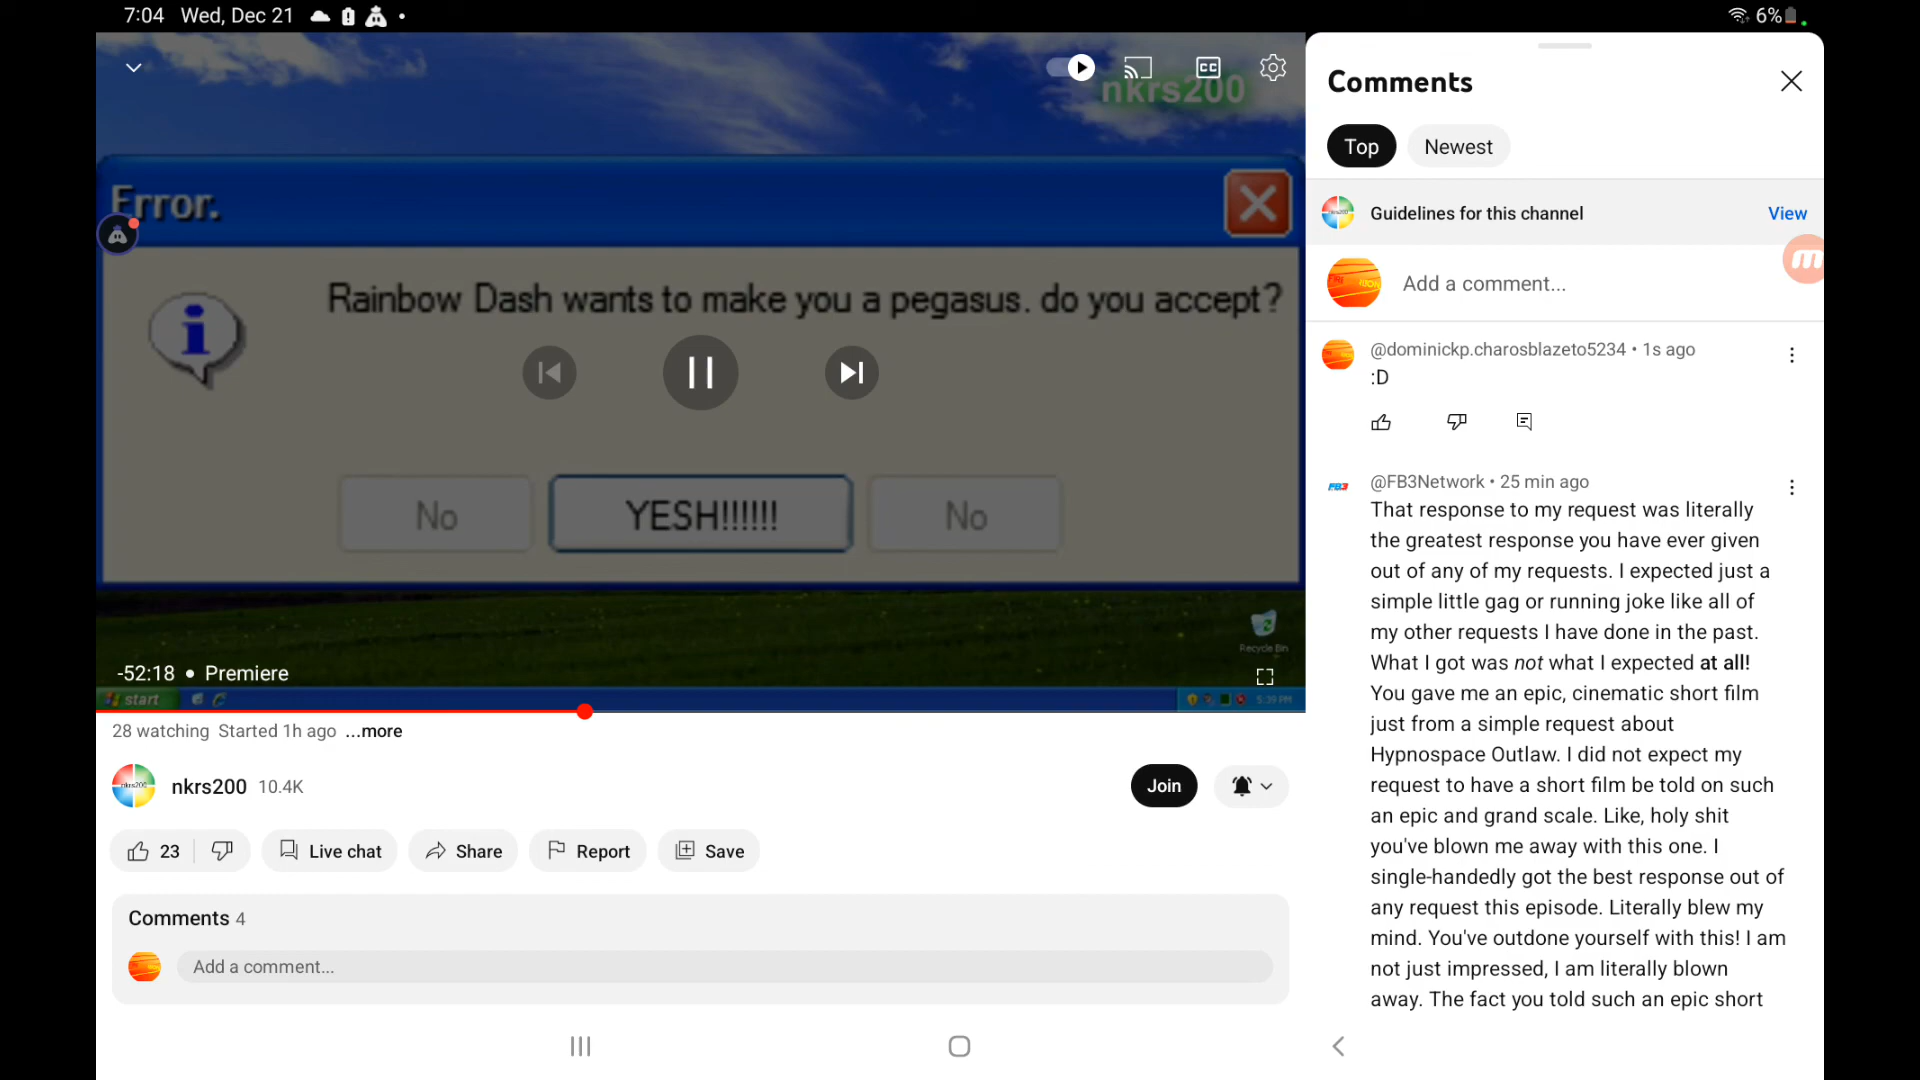 7:04 Wed, Dec 21
6%
nkrs200
Error.
Rainbow Dash wants to make you a pegasus. do you accept?
No
YESH!!!!!!
No
Recycle Bin
-52:18 • Premiere
start
5:39 PM
28 watching Started 1h ago ...more
nkrs200 10.4K
Join
23
Live chat
Share
Report
Save
Comments 4
Add a comment...
Comments
Top
Newest
Guidelines for this channel
View
Add a comment...
@dominickp.charosblazeto5234 • 1s ago
:D
FB3
@FB3Network • 25 min ago
That response to my request was literally
the greatest response you have ever given
out of any of my requests. I expected just a
simple little gag or running joke like all of
my other requests I have done in the past.
What I got was not what I expected at all!
You gave me an epic, cinematic short film
just from a simple request about
Hypnospace Outlaw. I did not expect my
request to have a short film be told on such
an epic and grand scale. Like, holy shit
you've blown me away with this one. I
single-handedly got the best response out of
any request this episode. Literally blew my
mind. You've outdone yourself with this! I am
not just impressed, I am literally blown
away. The fact you told such an epic short